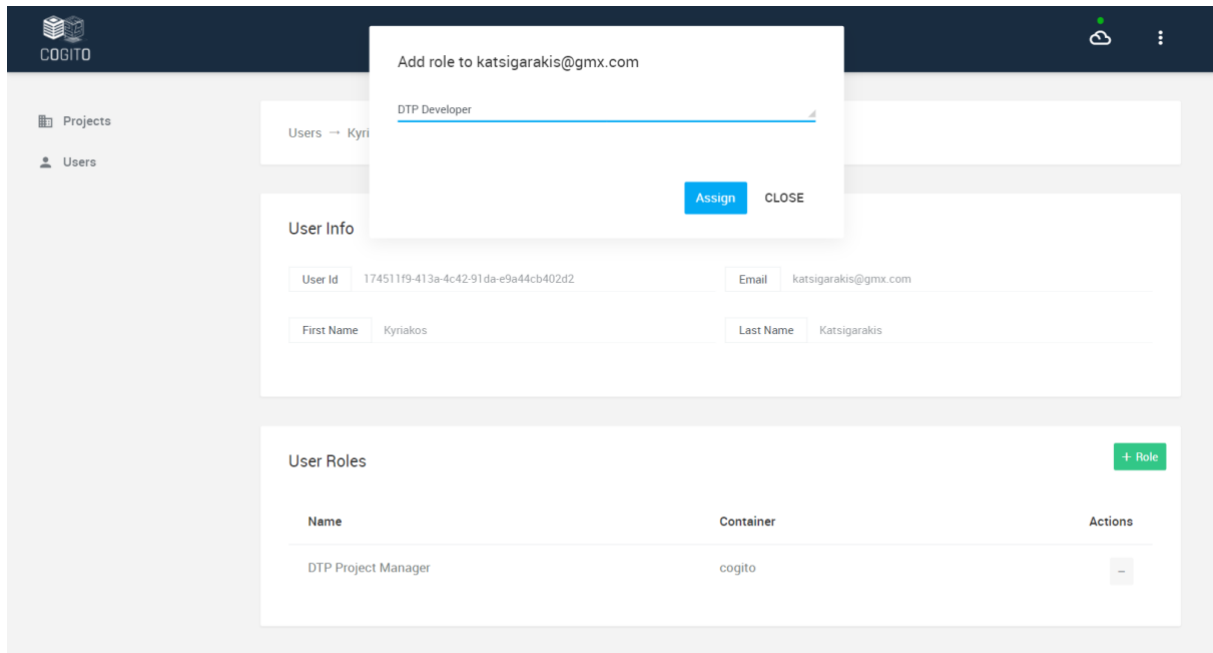 COGITO
Add role to katsigarakis@gmx.com
DTP Developer
Assign CLOSE
Projects
Users
Users → Kyri
User Info
User Id 174511f9-413a-4c42-91da-e9a44cb402d2 Email katsigarakis@gmx.com
First Name Kyriakos Last Name Katsigarakis
User Roles + Role
Name Container Actions
DTP Project Manager cogito –